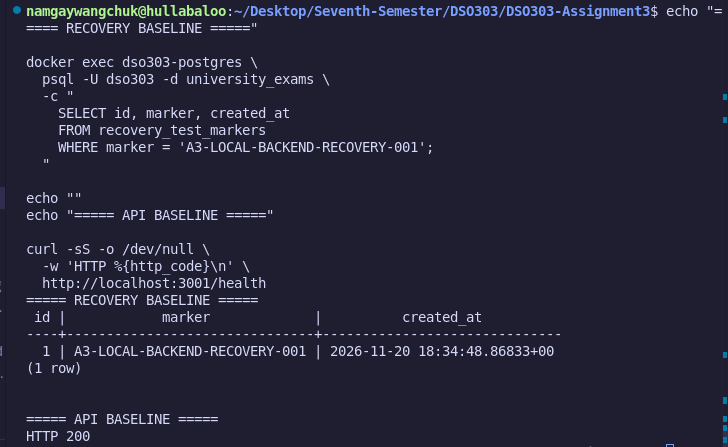 namgaywangchuk@hullabaloo:~/Desktop/Seventh-Semester/DSO303/DSO303-Assignment3$ echo "=
==== RECOVERY BASELINE ====="
docker exec dso303-postgres \
psql -U dso303 -d university_exams \
-c "
SELECT id, marker, created_at
FROM recovery_test_markers
WHERE marker = 'A3-LOCAL-BACKEND-RECOVERY-001';
"
echo ""
echo "===== API BASELINE ====="
curl -sS -o /dev/null \
-w 'HTTP %{http_code}\n' \
http://localhost:3001/health
===== RECOVERY BASELINE =====
id | marker | created_at
----+-------------------------------+------------------------------
1 | A3-LOCAL-BACKEND-RECOVERY-001 | 2026-11-20 18:34:48.86833+00
(1 row)
===== API BASELINE =====
HTTP 200